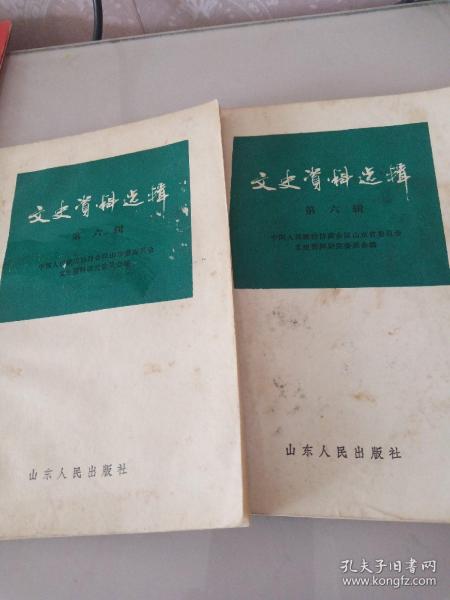 文史资料选辑
第六辑
中国人民政治协商会议山东省委员会
文史资料研究委员会编
山东人民出版社
文史资料选辑
第六辑
中国人民政治协商会议山东省委员会
文史资料研究委员会编
山东人民出版社
孔夫子旧书网
www.kongfz.com